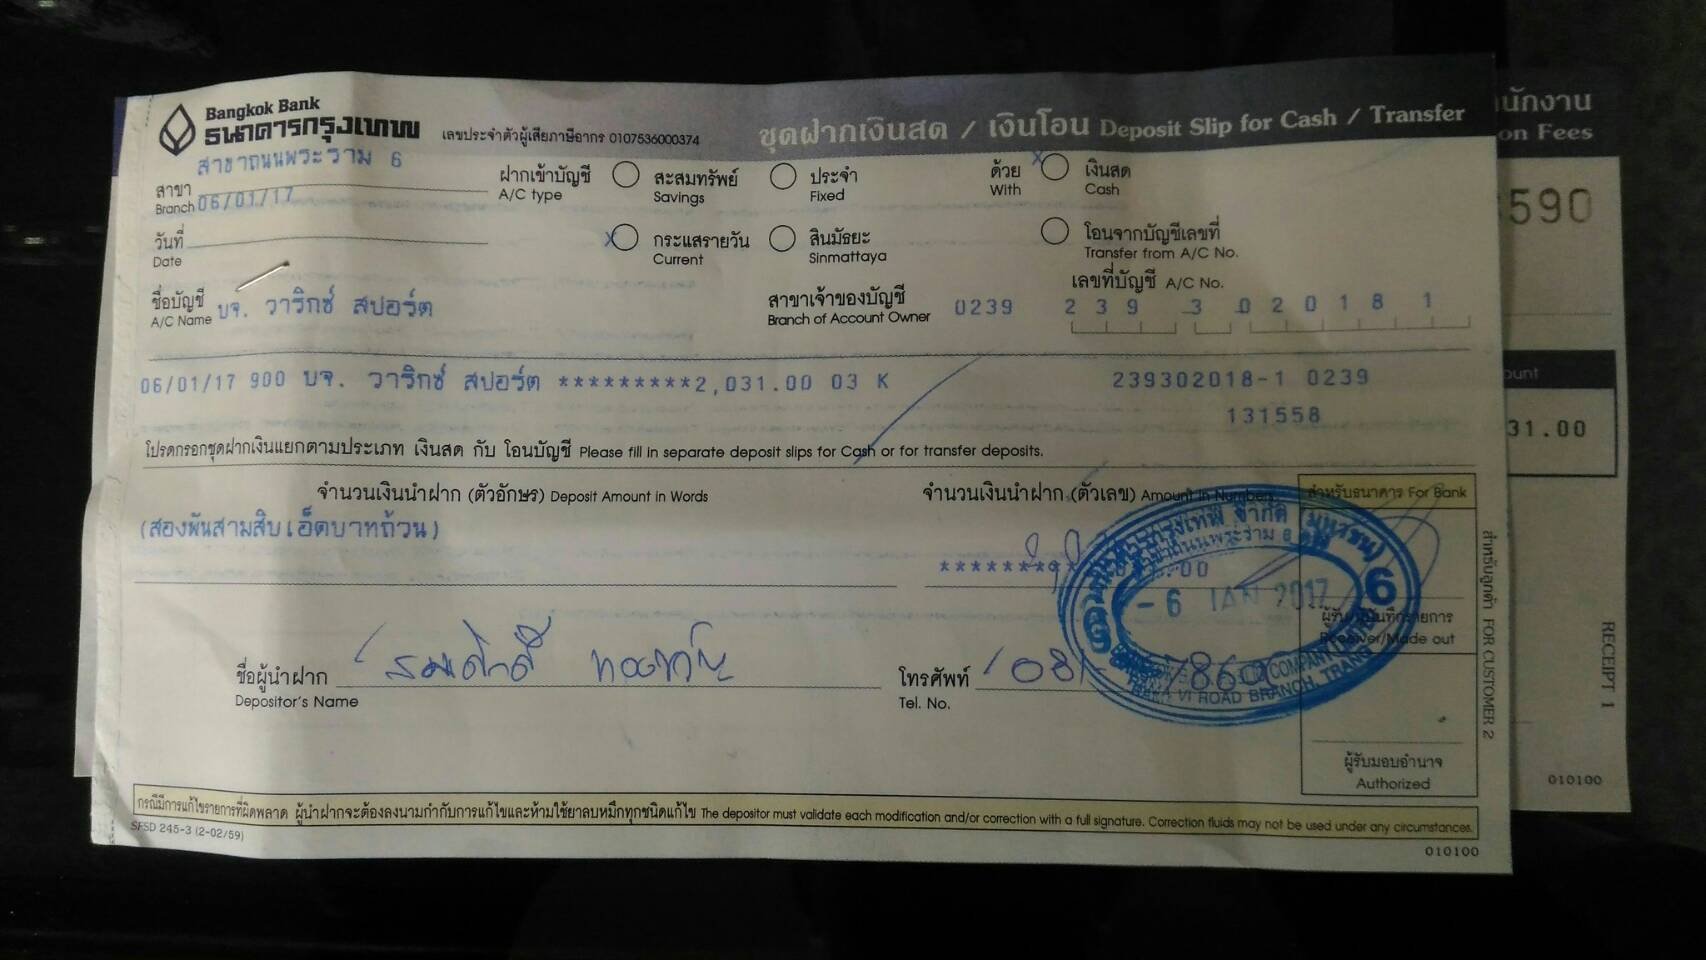 Bangkok Bank
ธนาคารกรุงเทพ
เลขประจำตัวผู้เสียภาษีอากร 0107536000374
ชุดฝากเงินสด / เงินโอน Deposit Slip for Cash / Transfer
สาขา สาขาถนนพระราม 6
Branch 06/01/17
วันที่
Date
ฝากเข้าบัญชี
A/C type
สะสมทรัพย์
Savings
ประจำ
Fixed
x กระแสรายวัน
Current
สินมัธยะ
Sinmattaya
ด้วย
With
x เงินสด
Cash
โอนจากบัญชีเลขที่
Transfer from A/C No.
ชื่อบัญชี บจ. วาริกซ์ สปอร์ต
A/C Name
สาขาเจ้าของบัญชี 0239
Branch of Account Owner
เลขที่บัญชี A/C No.
2 3 9 3 0 2 0 1 8 1
06/01/17 900 บจ. วาริกซ์ สปอร์ต *********2,031.00 03 K 239302018-1 0239
131558
โปรดกรอกชุดฝากเงินแยกตามประเภท เงินสด กับ โอนบัญชี Please fill in separate deposit slips for Cash or for transfer deposits.
จำนวนเงินนำฝาก (ตัวอักษร) Deposit Amount in Words
จำนวนเงินนำฝาก (ตัวเลข) Amount in Numbers
สำหรับธนาคาร For Bank
(สองพันสามสิบเอ็ดบาทถ้วน)
- 6 JAN 2017
6 6
ผู้รับเงิน/บันทึกรายการ
Receiver/Made out
ชื่อผู้นำฝาก สมศักดิ์
Depositor's Name
โทรศัพท์ 081
Tel. No.
VI ROAD BRANCH, TRANG
ผู้รับมอบอำนาจ
Authorized
กรณีมีการแก้ไขรายการที่ผิดพลาด ผู้นำฝากจะต้องลงนามกำกับการแก้ไขและห้ามใช้ยาลบหมึกทุกชนิดแก้ไข The depositor must validate each modification and/or correction with a full signature. Correction fluids may not be used under any circumstances.
SFSD 245-3 (2-02/59)
010100
สำหรับลูกค้า FOR CUSTOMER 2
on Fees
590
31.00
RECEIPT 1
010100